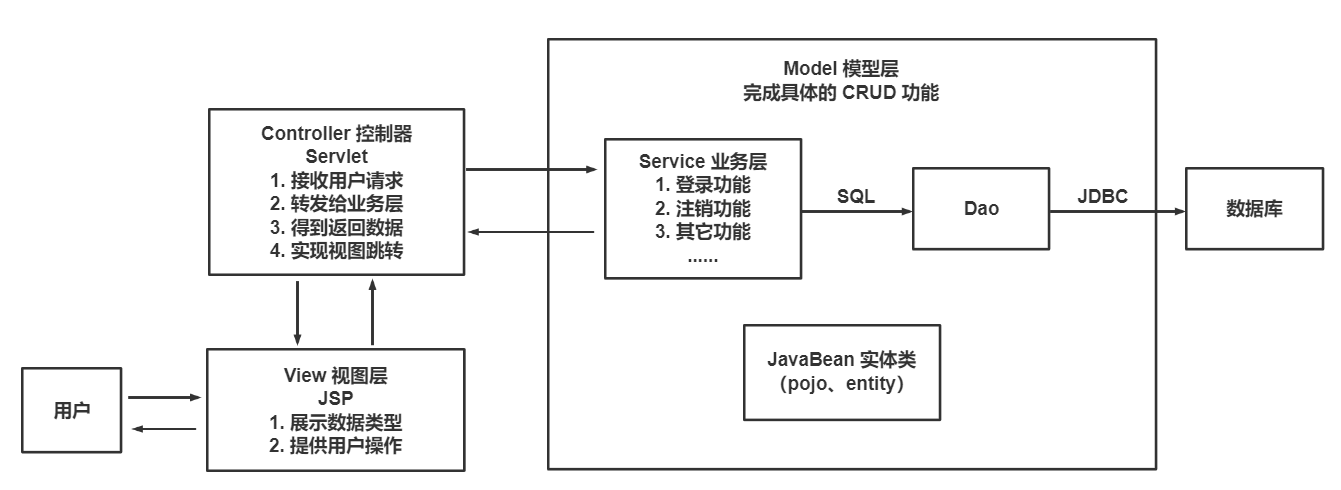 Model 模型层
完成具体的 CRUD 功能
Controller 控制器
Servlet
1. 接收用户请求
2. 转发给业务层
3. 得到返回数据
4. 实现视图跳转
Service 业务层
1. 登录功能
2. 注销功能
3. 其它功能
......
SQL
Dao
JDBC
数据库
JavaBean 实体类
（pojo、entity）
用户
View 视图层
JSP
1. 展示数据类型
2. 提供用户操作